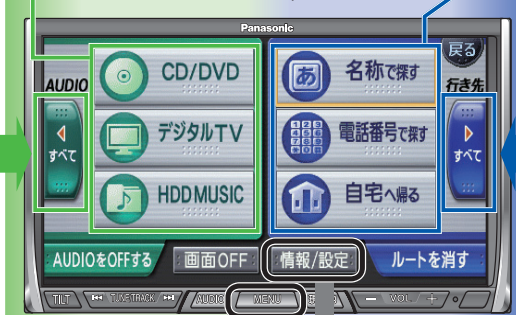 Panasonic
戻る
AUDIO
CD/DVD
あ
名称で探す
行き先
すべて
デジタルTV
電話番号で探す
すべて
HDD MUSIC
自宅へ帰る
AUDIOをOFFする
画面OFF
情報/設定
ルートを消す
TILT
TUNE/TRACK
AUDIO
MENU
VOL